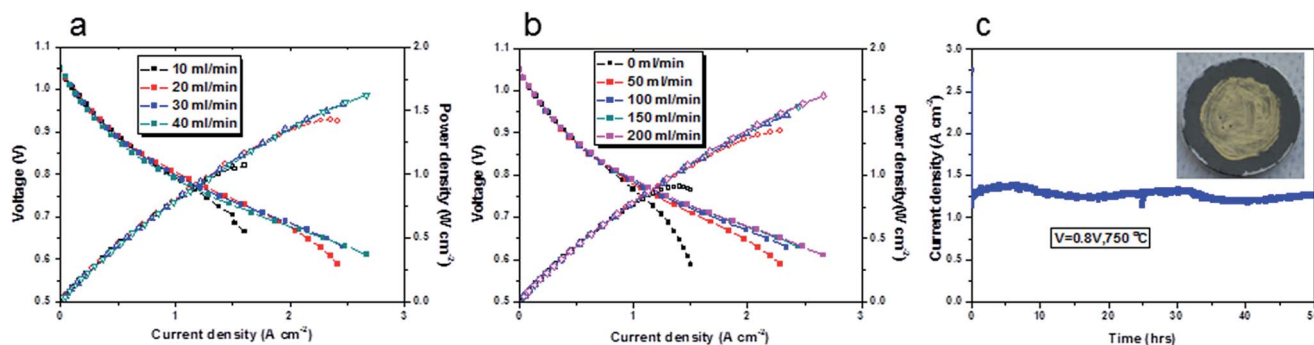 a
1.1
1.0
0.9
0.8
0.7
0.6
0.5
Voltage (V)
10 ml/min
20 ml/min
30 ml/min
40 ml/min
2.0
1.5
1.0
0.5
0.0
Power density (W cm-2)
0
1
2
3
Current density (A cm-2)
b
1.1
1.0
0.9
0.8
0.7
0.6
0.5
Voltage (V)
0 ml/min
50 ml/min
100 ml/min
150 ml/min
200 ml/min
2.0
1.5
1.0
0.5
0.0
Power density(W cm-2)
0
1
2
3
Current density (A cm-2)
c
3.0
2.5
2.0
1.5
1.0
0.5
0.0
Current density (A cm-2)
V=0.8V,750 ºC
0
10
20
30
40
50
Time (hrs)